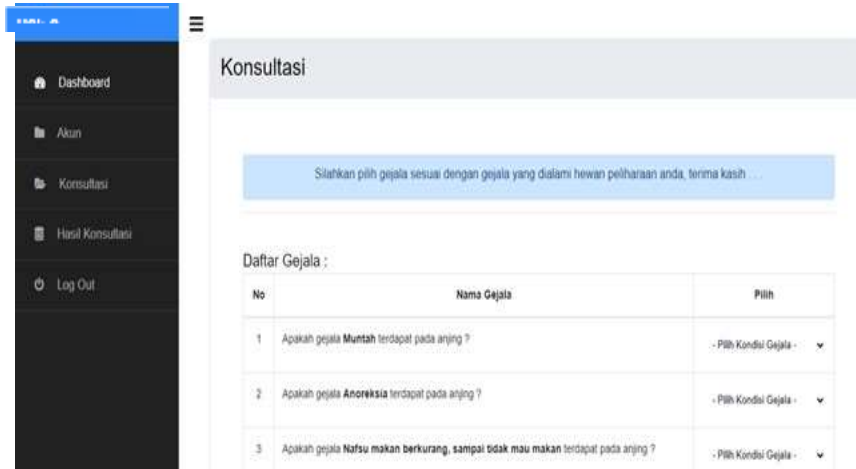 Konsultasi
Dashboard
Akun
Konsultasi
Hasil Konsultasi
Log Out
Silahkan pilih gejala sesuai dengan gejala yang dialami hewan peliharaan anda, terima kasih ...
Daftar Gejala :
No Nama Gejala Pilih
1 Apakah gejala Muntah terdapat pada anjing ? - Pilih Kondisi Gejala -
2 Apakah gejala Anoreksia terdapat pada anjing ? - Pilih Kondisi Gejala -
3 Apakah gejala Nafsu makan berkurang, sampai tidak mau makan terdapat pada anjing ? - Pilih Kondisi Gejala -